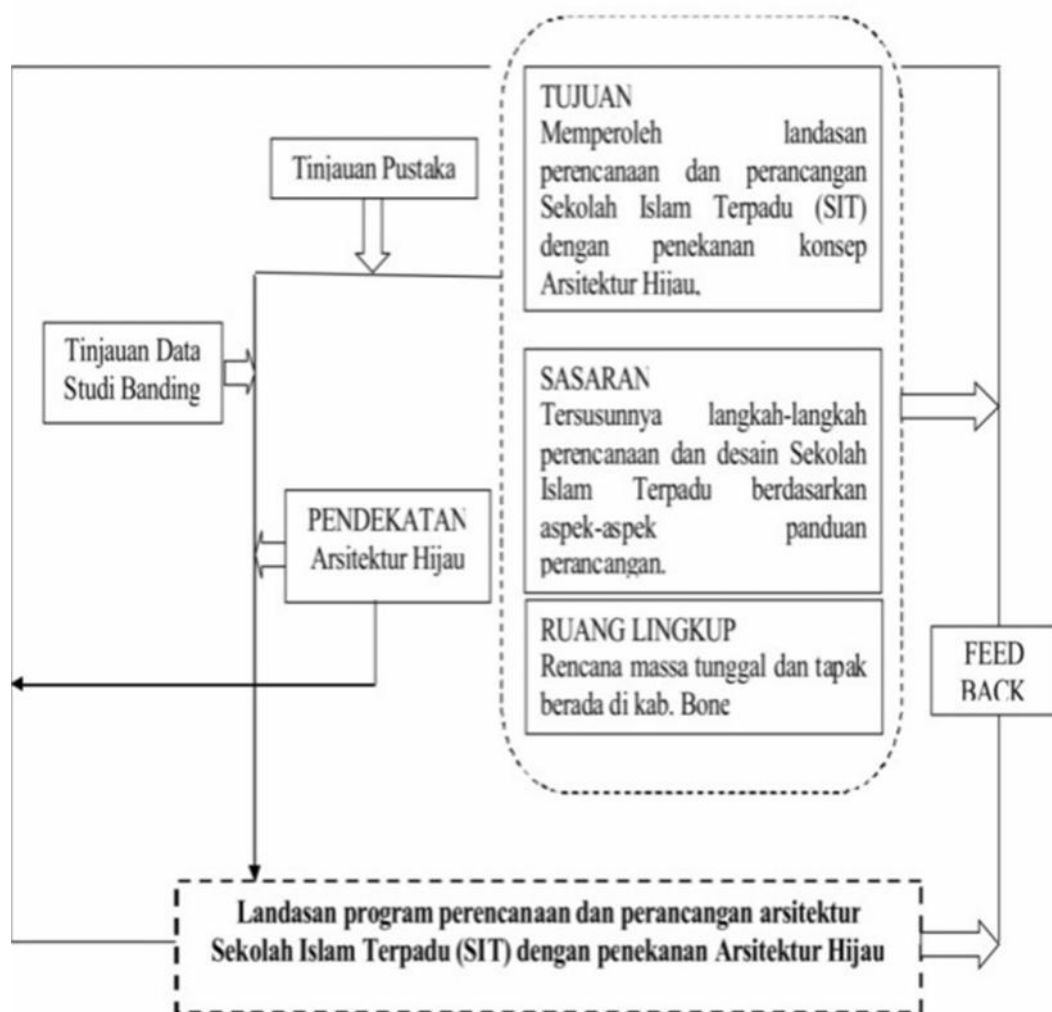 TUJUAN
Memperoleh landasan
perencanaan dan perancangan
Sekolah Islam Terpadu (SIT)
dengan penekanan konsep
Arsitektur Hijau.
Tinjauan Pustaka
Tinjauan Data
Studi Banding
SASARAN
Tersusunnya langkah-langkah
perencanaan dan desain Sekolah
Islam Terpadu berdasarkan
aspek-aspek panduan
perancangan.
PENDEKATAN
Arsitektur Hijau
RUANG LINGKUP
Rencana massa tunggal dan tapak
berada di kab. Bone
FEED
BACK
Landasan program perencanaan dan perancangan arsitektur
Sekolah Islam Terpadu (SIT) dengan penekanan Arsitektur Hijau